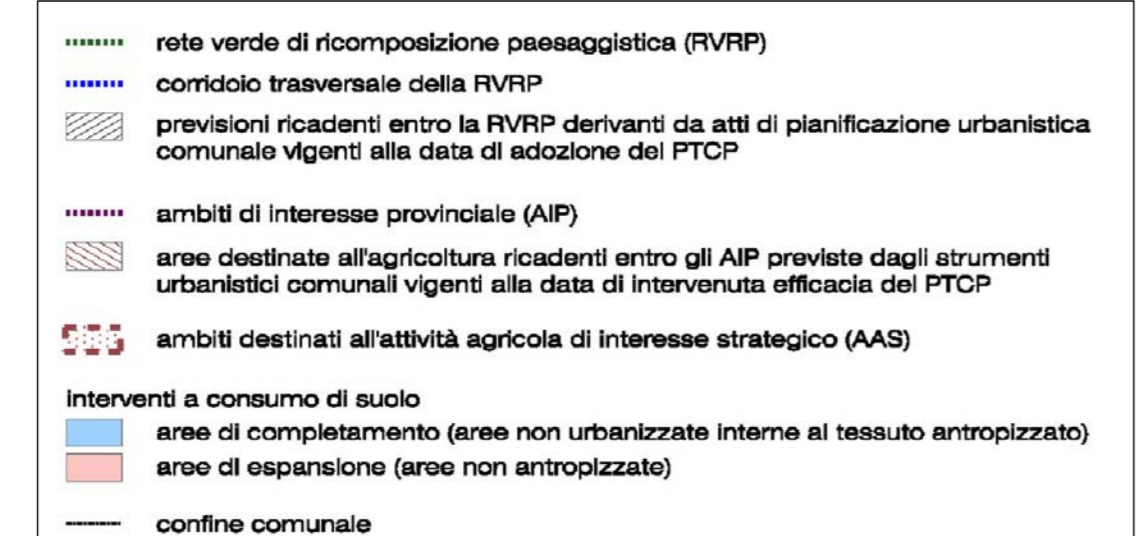 rete verde di ricomposizione paesaggistica (RVRP)
corridoio trasversale della RVRP
previsioni ricadenti entro la RVRP derivanti da atti di pianificazione urbanistica
comunale vigenti alla data di adozione del PTCP
ambiti di interesse provinciale (AIP)
aree destinate all'agricoltura ricadenti entro gli AIP previste dagli strumenti
urbanistici comunali vigenti alla data di intervenuta efficacia del PTCP
ambiti destinati all'attività agricola di interesse strategico (AAS)
interventi a consumo di suolo
aree di completamento (aree non urbanizzate interne al tessuto antropizzato)
aree di espansione (aree non antropizzate)
confine comunale